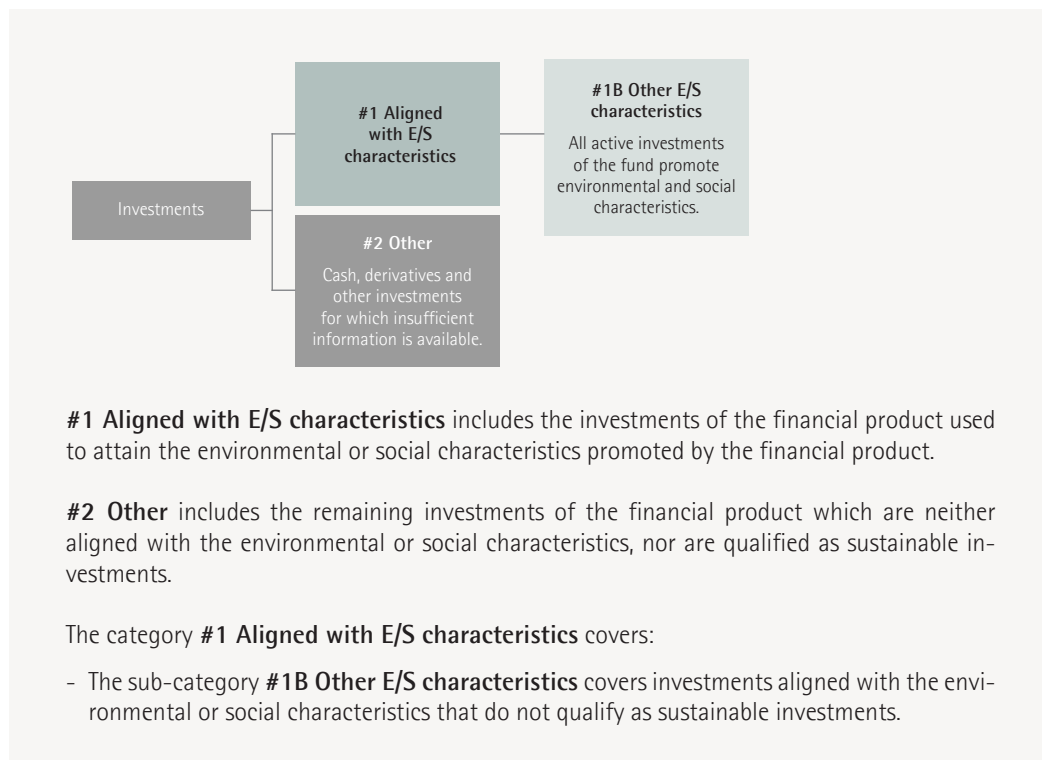 #1 Aligned
with E/S
characteristics
#1B Other E/S
characteristics
All active investments
of the fund promote
environmental and social
characteristics.
Investments
#2 Other
Cash, derivatives and
other investments
for which insufficient
information is available.
#1 Aligned with E/S characteristics includes the investments of the financial product used
to attain the environmental or social characteristics promoted by the financial product.
#2 Other includes the remaining investments of the financial product which are neither
aligned with the environmental or social characteristics, nor are qualified as sustainable in-
vestments.
The category #1 Aligned with E/S characteristics covers:
- The sub-category #1B Other E/S characteristics covers investments aligned with the envi-
ronmental or social characteristics that do not qualify as sustainable investments.